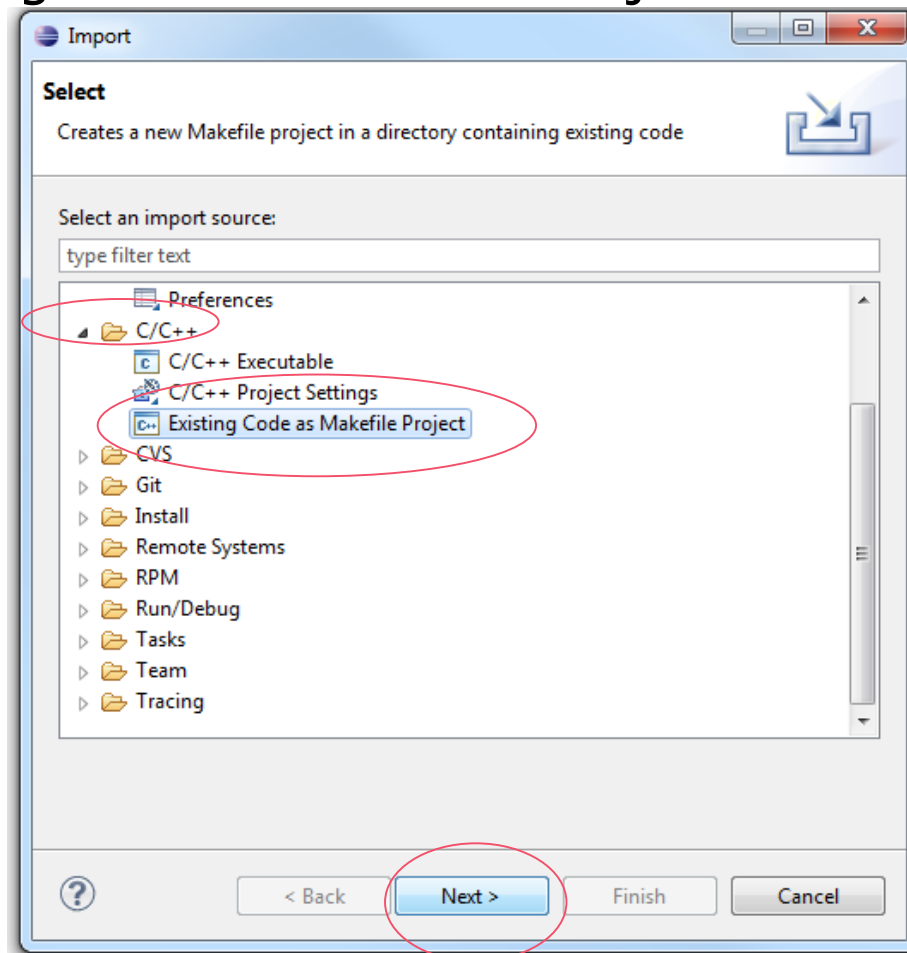 Import
Select
Creates a new Makefile project in a directory containing existing code
Select an import source:
type filter text
Preferences
C/C++
C/C++ Executable
C/C++ Project Settings
Existing Code as Makefile Project
CVS
Git
Install
Remote Systems
RPM
Run/Debug
Tasks
Team
Tracing
< Back Next > Finish Cancel